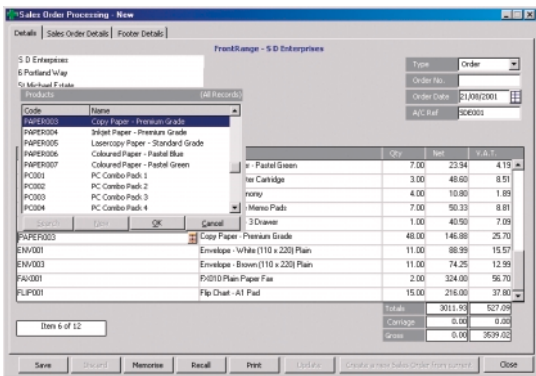 Sales Order Processing - New
Details Sales Order Details Footer Details
FrontRange - S D Enterprises
S D Enterprises
6 Portland Way
St Michael Estate
Type Order
Order No.
Order Date 21/08/2001
A/C Ref SDE001
Products (All Records)
Code Name
PAPER003 Copy Paper - Premium Grade
PAPER004 Inkjet Paper - Premium Grade
PAPER005 Lasercopy Paper - Standard Grade
PAPER006 Coloured Paper - Pastel Blue
PAPER007 Coloured Paper - Pastel Green
PC001 PC Combo Pack 1
PC002 PC Combo Pack 2
PC003 PC Combo Pack 3
PC004 PC Combo Pack 4
Search New OK Cancel
Qty Net V.A.T.
r - Pastel Green 7.00 23.94 4.19
ter Cartridge 3.00 48.60 8.51
nomy 4.00 10.80 1.89
Memo Pads 7.00 50.33 8.81
- 3 Drawer 1.00 40.50 7.09
PAPER003 Copy Paper - Premium Grade 48.00 146.88 25.70
ENV001 Envelope - White (110 x 220) Plain 11.00 88.99 15.57
ENV003 Envelope - Brown (110 x 220) Plain 11.00 74.25 12.99
FAX001 FX010 Plain Paper Fax 2.00 324.00 56.70
FLIP001 Flip Chart - A1 Pad 15.00 216.00 37.80
Totals 3011.93 527.09
Carriage 0.00 0.00
Gross 0.00 3539.02
Item 6 of 12
Save Discard Memorise Recall Print Update Create a new Sales Order from current Close